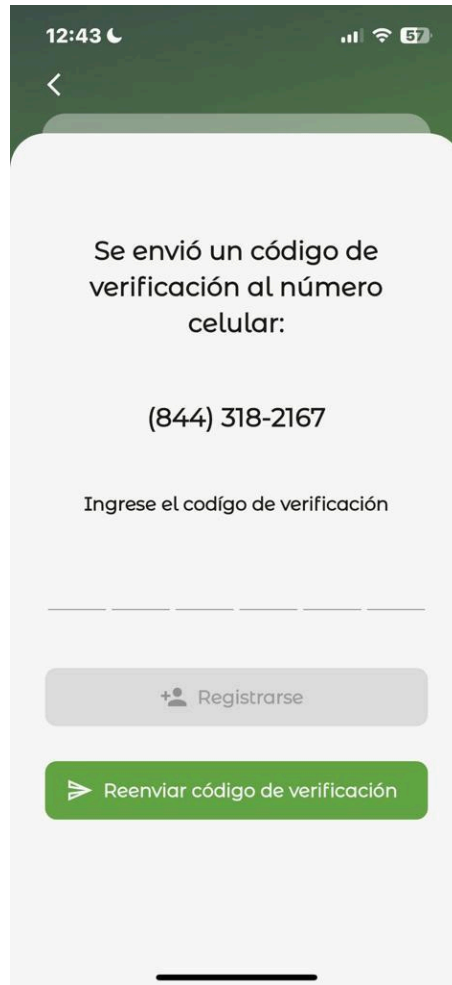 12:43
57
Se envió un código de
verificación al número
celular:
(844) 318-2167
Ingrese el codígo de verificación
Registrarse
Reenviar código de verificación